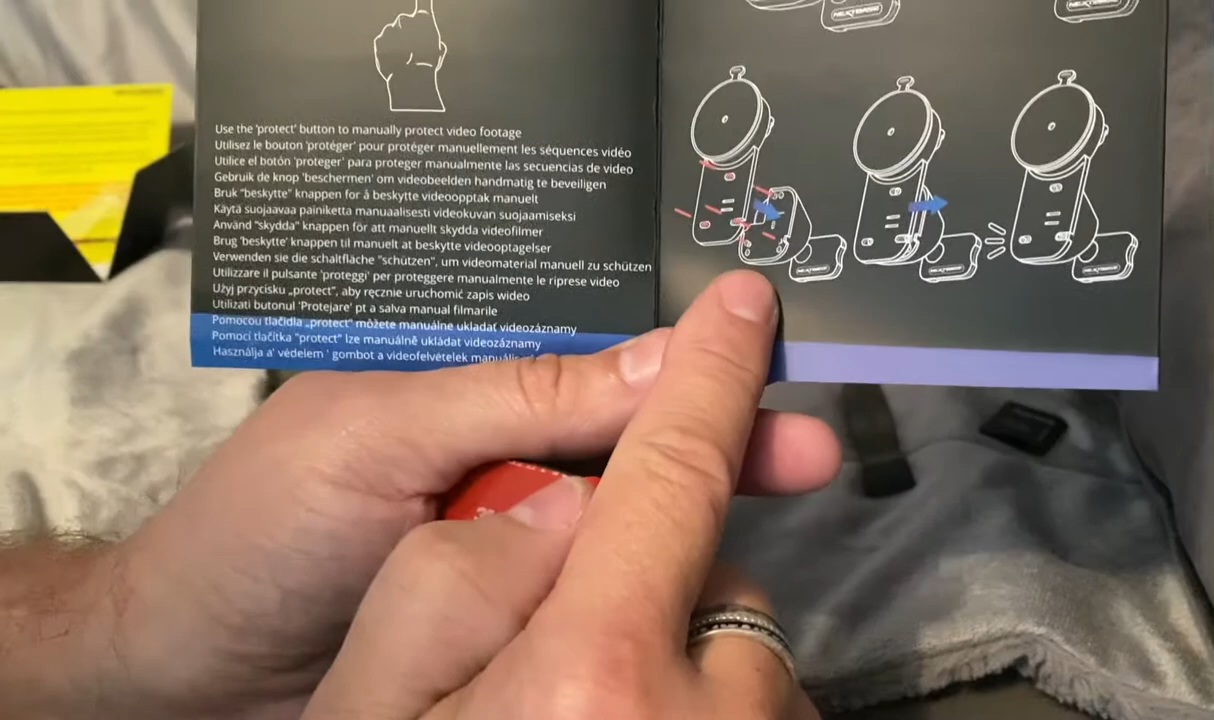 Use the 'protect' button to manually protect video footage
Utilisez le bouton 'protéger' pour protéger manuellement les séquences vidéo
Utilice el botón 'proteger' para proteger manualmente las secuencias de video
Gebruik de knop 'beschermen' om videobeelden handmatig te beveiligen
Bruk "beskytte" knappen for å beskytte videoopptak manuelt
Käytä suojaavaa painiketta manuaalisesti videokuvan suojaamiseksi
Använd "skydda" knappen för att manuellt skydda videofilmer
Brug 'beskytte' knappen til manuelt at beskytte videooptagelser
Verwenden sie die schaltfläche "schützen", um videomaterial manuell zu schützen
Utilizzare il pulsante 'proteggi' per proteggere manualmente le riprese video
Użyj przycisku „protect", aby ręcznie uruchomić zapis wideo
Utilizati butonul 'Protejare' pt a salva manual filmarile
Pomocou tlačidla „protect" môžete manuálne ukladať videozáznamy
Pomocí tlačítka "protect" lze manuálně ukládat videozáznamy
Használja a' védelem ' gombot a videofelvételek
NEXTBASE
NEXTBASE
NEXTBASE
NEXTBASE
NEXTBASE